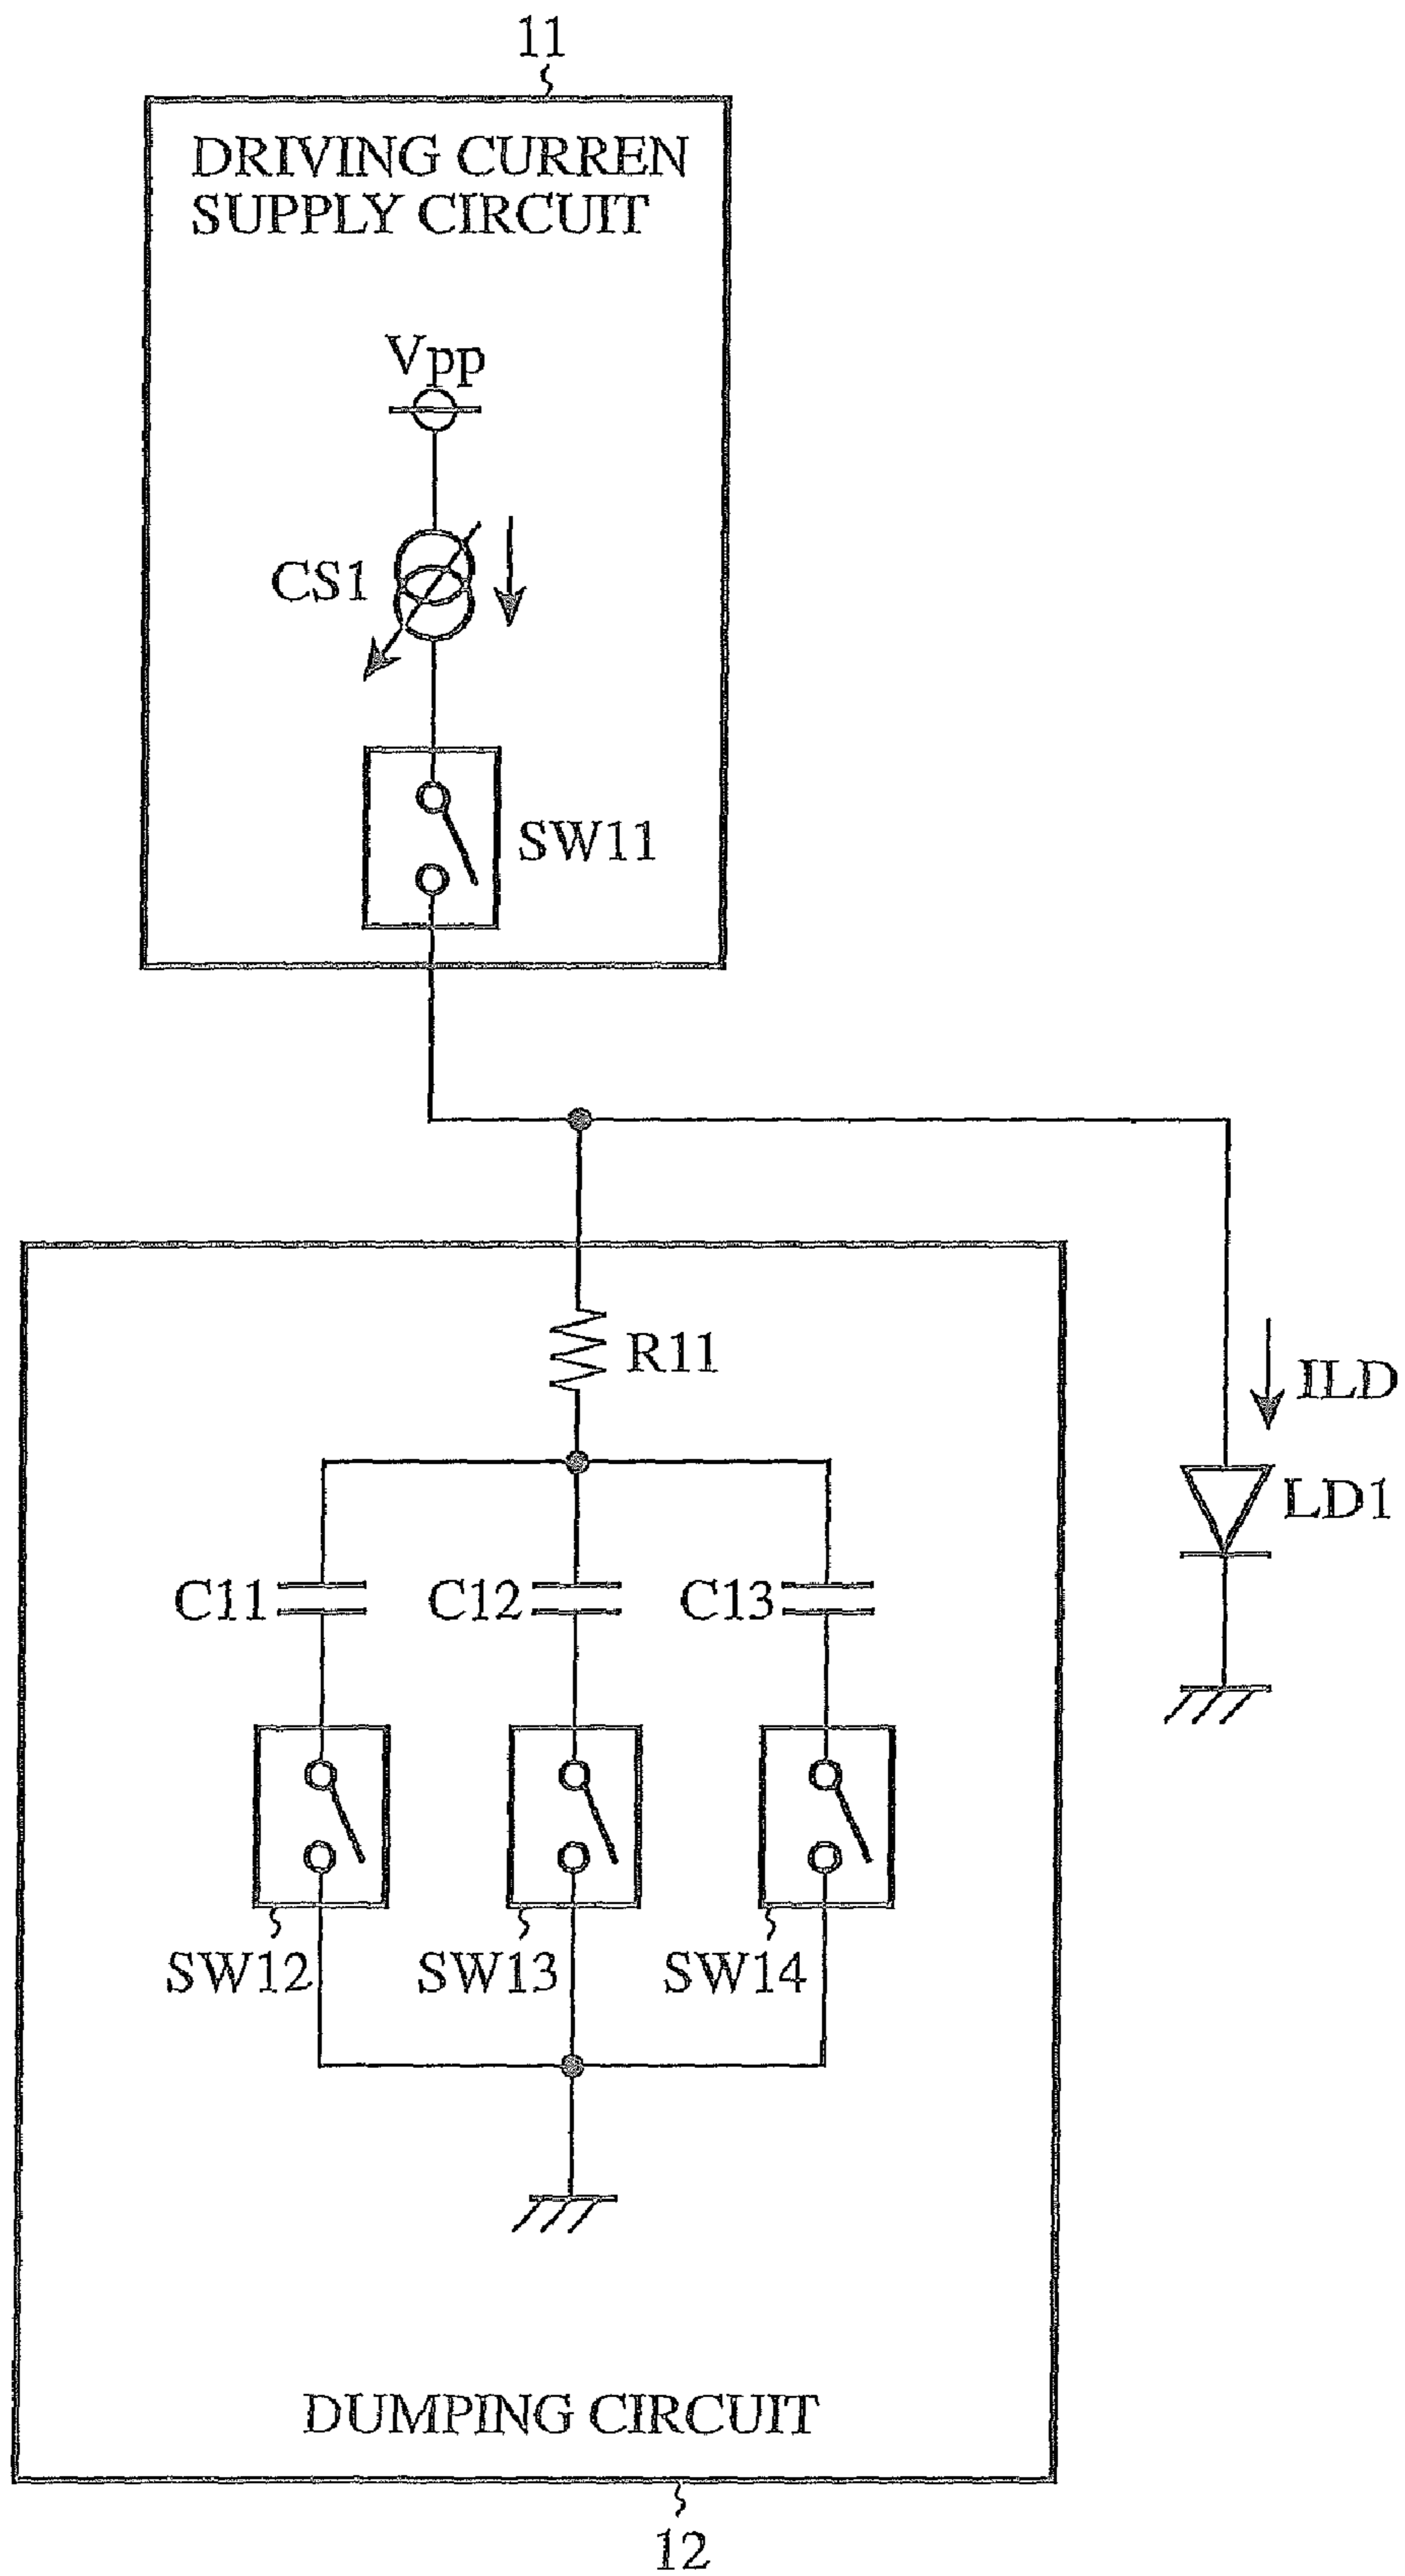 11
DRIVING CURREN
SUPPLY CIRCUIT
Vpp
CS1
SW11
R11
ILD
LD1
C11
C12
C13
SW12
SW13
SW14
DUMPING CIRCUIT
12